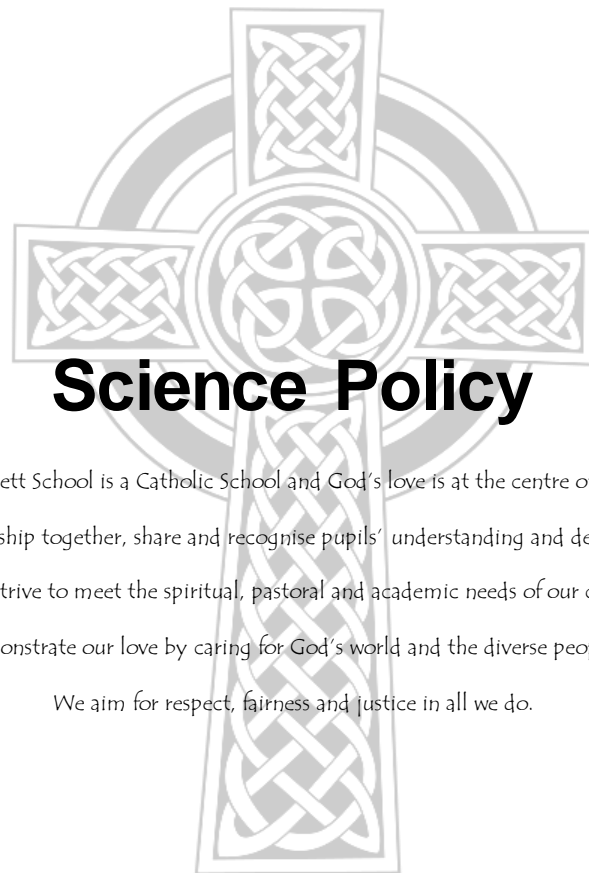 Science Policy
ett School is a Catholic School and God's love is at the centre o
ship together, share and recognise pupils' understanding and de
trive to meet the spiritual, pastoral and academic needs of our
onstrate our love by caring for God's world and the diverse peo
We aim for respect, fairness and justice in all we do.